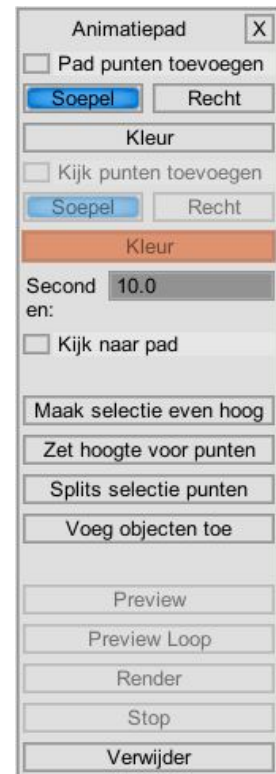 Animatiepad X
Pad punten toevoegen
Soepel Recht
Kleur
Kijk punten toevoegen
Soepel Recht
Kleur
Second 10.0
en:
Kijk naar pad
Maak selectie even hoog
Zet hoogte voor punten
Splits selectie punten
Voeg objecten toe
Preview
Preview Loop
Render
Stop
Verwijder